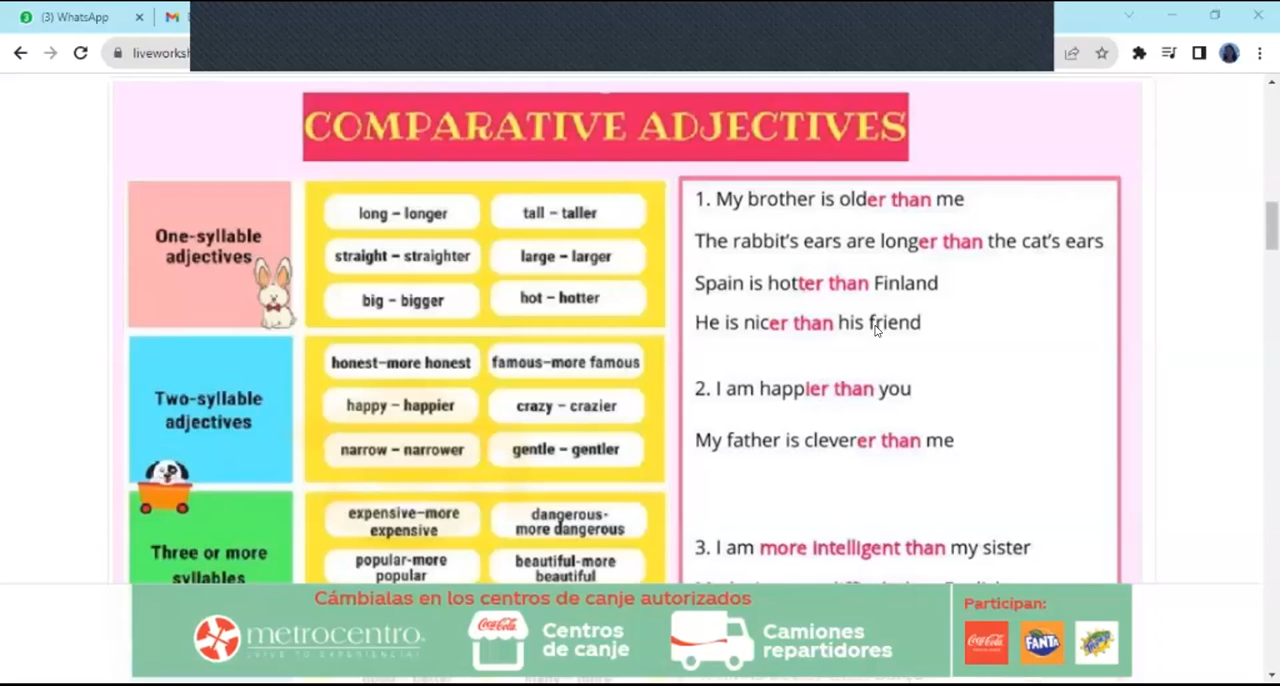 (3) WhatsApp
liveworksh
COMPARATIVE ADJECTIVES
One-syllable
adjectives
long – longer
tall – taller
straight – straighter
large – larger
big – bigger
hot – hotter
Two-syllable
adjectives
honest–more honest
famous–more famous
happy – happier
crazy – crazier
narrow – narrower
gentle – gentler
Three or more
syllables
expensive–more
expensive
dangerous-
more dangerous
popular-more
popular
beautiful-more
beautiful
1. My brother is older than me
The rabbit's ears are longer than the cat's ears
Spain is hotter than Finland
He is nicer than his friend
2. I am happier than you
My father is cleverer than me
3. I am more intelligent than my sister
Cámbialas en los centros de canje autorizados
metrocentro
Coca-Cola
Centros
de canje
Camiones
repartidores
Participan:
Coca-Cola
FANTA